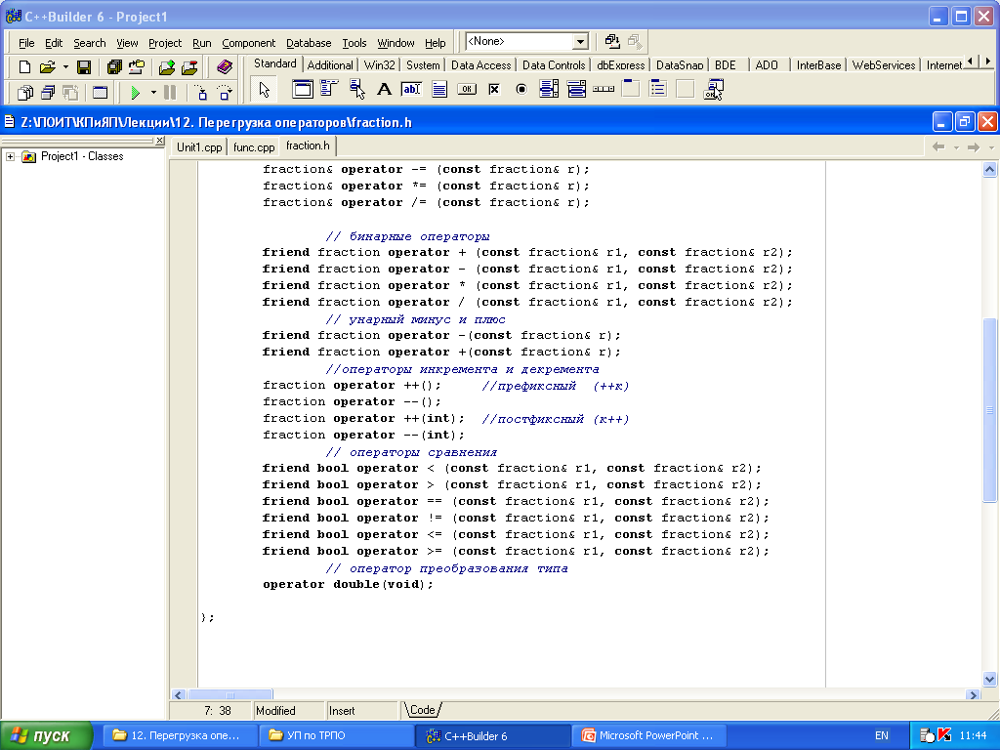 C++Builder 6 - Project1
File Edit Search View Project Run Component Database Tools Window Help <None>
Standard Additional Win32 System Data Access Data Controls dbExpress DataSnap BDE ADO InterBase WebServices Internet
Z:\ПОИТ\КПиЯП\Лекции\12. Перегрузка операторов\fraction.h
Project1 - Classes
Unit1.cpp func.cpp fraction.h
fraction& operator -= (const fraction& r);
fraction& operator *= (const fraction& r);
fraction& operator /= (const fraction& r);
// бинарные операторы
friend fraction operator + (const fraction& r1, const fraction& r2);
friend fraction operator - (const fraction& r1, const fraction& r2);
friend fraction operator * (const fraction& r1, const fraction& r2);
friend fraction operator / (const fraction& r1, const fraction& r2);
// унарный минус и плюс
friend fraction operator -(const fraction& r);
friend fraction operator +(const fraction& r);
//операторы инкремента и декремента
fraction operator ++(); //префиксный (++к)
fraction operator --();
fraction operator ++(int); //постфиксный (к++)
fraction operator --(int);
// операторы сравнения
friend bool operator < (const fraction& r1, const fraction& r2);
friend bool operator > (const fraction& r1, const fraction& r2);
friend bool operator == (const fraction& r1, const fraction& r2);
friend bool operator != (const fraction& r1, const fraction& r2);
friend bool operator <= (const fraction& r1, const fraction& r2);
friend bool operator >= (const fraction& r1, const fraction& r2);
// оператор преобразования типа
operator double(void);
};
7: 38 Modified Insert Code
пуск 12. Перегрузка опе... УП по ТРПО C++Builder 6 Microsoft PowerPoint ... EN 11:44